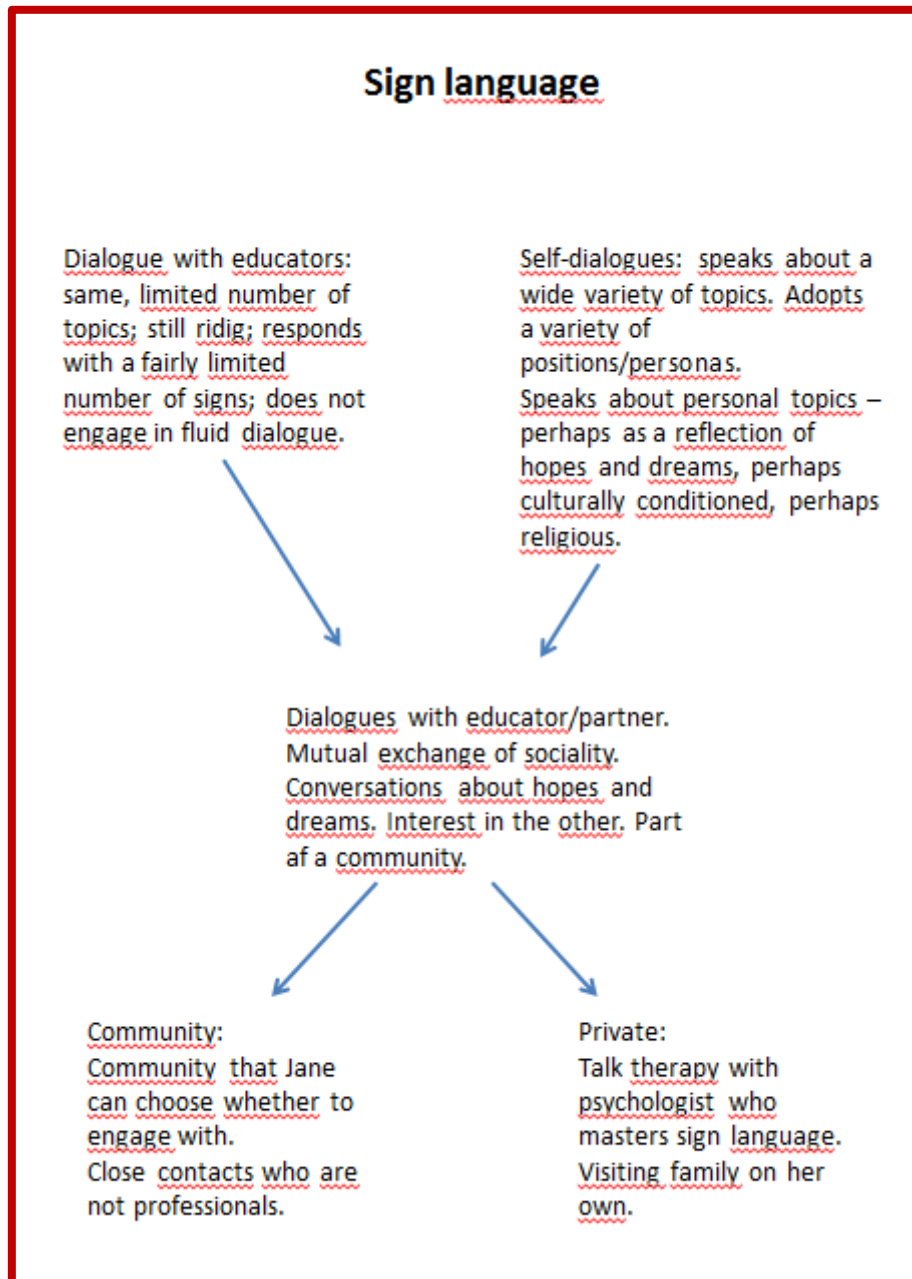 Sign language
Dialogue with educators:
same, limited number of
topics; still ridig; responds
with a fairly limited
number of signs; does not
engage in fluid dialogue.
Self-dialogues: speaks about a
wide variety of topics. Adopts
a variety of
positions/personas.
Speaks about personal topics –
perhaps as a reflection of
hopes and dreams, perhaps
culturally conditioned, perhaps
religious.
Dialogues with educator/partner.
Mutual exchange of sociality.
Conversations about hopes and
dreams. Interest in the other. Part
af a community.
Community:
Community that Jane
can choose whether to
engage with.
Close contacts who are
not professionals.
Private:
Talk therapy with
psychologist who
masters sign language.
Visiting family on her
own.